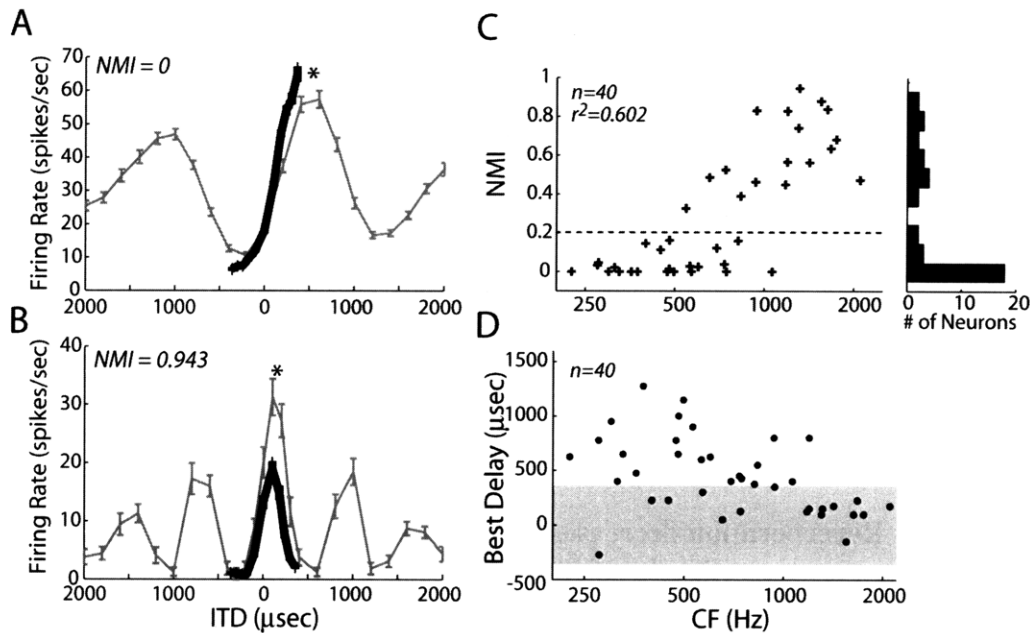 A
NMI = 0
*
Firing Rate (spikes/sec)
70
60
50
40
30
20
10
0
2000
1000
0
1000
2000
B
NMI = 0.943
*
Firing Rate (spikes/sec)
40
30
20
10
0
2000
1000
0
1000
2000
ITD (μsec)
C
n=40
r²=0.602
NMI
1
0.8
0.6
0.4
0.2
0
250
500
1000
2000
0
10
20
# of Neurons
D
n=40
Best Delay (μsec)
1500
1000
500
0
-500
250
500
1000
2000
CF (Hz)